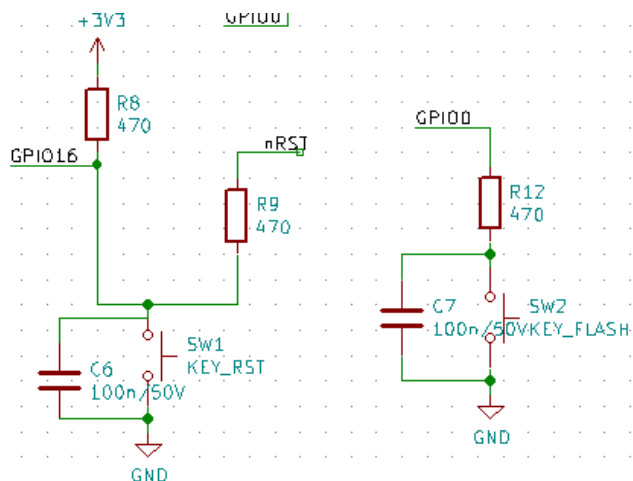 +3V3
GPIO0
R8
470
GPIO16
nRST
R9
470
SW1
KEY_RST
C6
100n/50V
GND
GPIO0
R12
470
C7
100n/50V
SW2
KEY_FLASH
GND